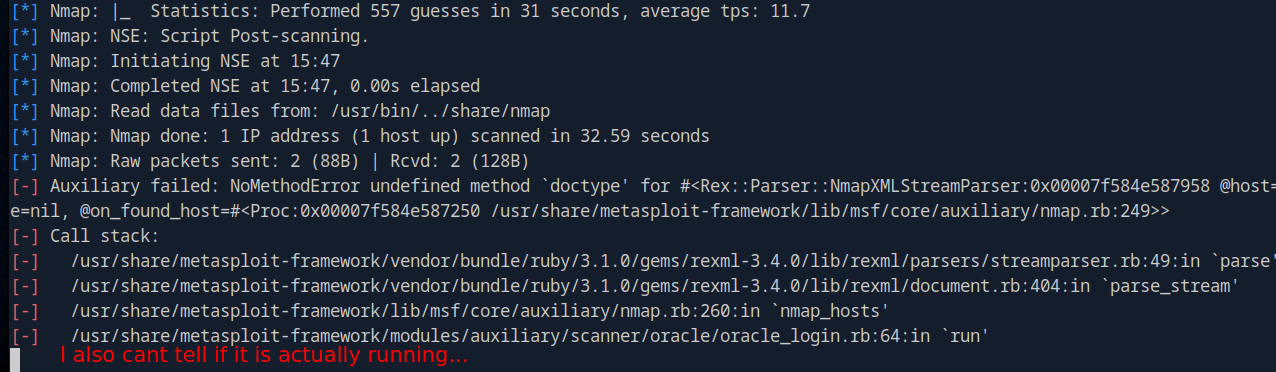 [*] Nmap: |_  Statistics: Performed 557 guesses in 31 seconds, average tps: 11.7
[*] Nmap: NSE: Script Post-scanning.
[*] Nmap: Initiating NSE at 15:47
[*] Nmap: Completed NSE at 15:47, 0.00s elapsed
[*] Nmap: Read data files from: /usr/bin/../share/nmap
[*] Nmap: Nmap done: 1 IP address (1 host up) scanned in 32.59 seconds
[*] Nmap: Raw packets sent: 2 (88B) | Rcvd: 2 (128B)
[-] Auxiliary failed: NoMethodError undefined method `doctype' for #<Rex::Parser::NmapXMLStreamParser:0x00007f584e587958 @host=
e=nil, @on_found_host=#<Proc:0x00007f584e587250 /usr/share/metasploit-framework/lib/msf/core/auxiliary/nmap.rb:249>>
[-] Call stack:
[-]   /usr/share/metasploit-framework/vendor/bundle/ruby/3.1.0/gems/rexml-3.4.0/lib/rexml/parsers/streamparser.rb:49:in `parse'
[-]   /usr/share/metasploit-framework/vendor/bundle/ruby/3.1.0/gems/rexml-3.4.0/lib/rexml/document.rb:404:in `parse_stream'
[-]   /usr/share/metasploit-framework/lib/msf/core/auxiliary/nmap.rb:260:in `nmap_hosts'
[-]   /usr/share/metasploit-framework/modules/auxiliary/scanner/oracle/oracle_login.rb:64:in `run'
I also cant tell if it is actually running...